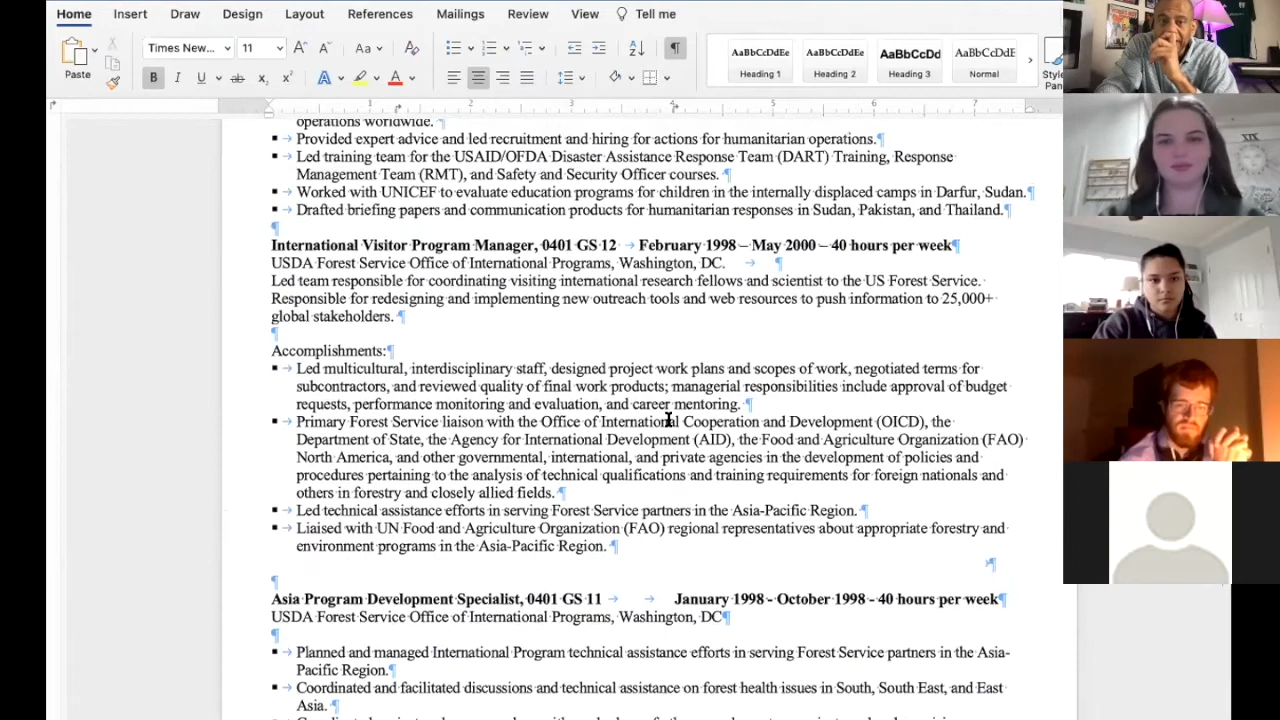 Home Insert Draw Design Layout References Mailings Review View Tell me
Paste
Times New... 11
AaBbCcDdEe AaBbCcDdEe AaBbCcDd AaBbCcDdE
Heading 1 Heading 2 Heading 3 Normal
Styles
Pane
1 2 3 4 5 6 7
operations worldwide.
Provided expert advice and led recruitment and hiring for actions for humanitarian operations.
Led training team for the USAID/OFDA Disaster Assistance Response Team (DART) Training, Response
Management Team (RMT), and Safety and Security Officer courses.
Worked with UNICEF to evaluate education programs for children in the internally displaced camps in Darfur, Sudan.
Drafted briefing papers and communication products for humanitarian responses in Sudan, Pakistan, and Thailand.
International Visitor Program Manager, 0401 GS 12 February 1998 – May 2000 – 40 hours per week
USDA Forest Service Office of International Programs, Washington, DC.
Led team responsible for coordinating visiting international research fellows and scientist to the US Forest Service.
Responsible for redesigning and implementing new outreach tools and web resources to push information to 25,000+
global stakeholders.
Accomplishments:
Led multicultural, interdisciplinary staff, designed project work plans and scopes of work, negotiated terms for
subcontractors, and reviewed quality of final work products; managerial responsibilities include approval of budget
requests, performance monitoring and evaluation, and career mentoring.
Primary Forest Service liaison with the Office of International Cooperation and Development (OICD), the
Department of State, the Agency for International Development (AID), the Food and Agriculture Organization (FAO)
North America, and other governmental, international, and private agencies in the development of policies and
procedures pertaining to the analysis of technical qualifications and training requirements for foreign nationals and
others in forestry and closely allied fields.
Led technical assistance efforts in serving Forest Service partners in the Asia-Pacific Region.
Liaised with UN Food and Agriculture Organization (FAO) regional representatives about appropriate forestry and
environment programs in the Asia-Pacific Region.
Asia Program Development Specialist, 0401 GS 11 January 1998 - October 1998 - 40 hours per week
USDA Forest Service Office of International Programs, Washington, DC
Planned and managed International Program technical assistance efforts in serving Forest Service partners in the Asia-
Pacific Region.
Coordinated and facilitated discussions and technical assistance on forest health issues in South, South East, and East
Asia.